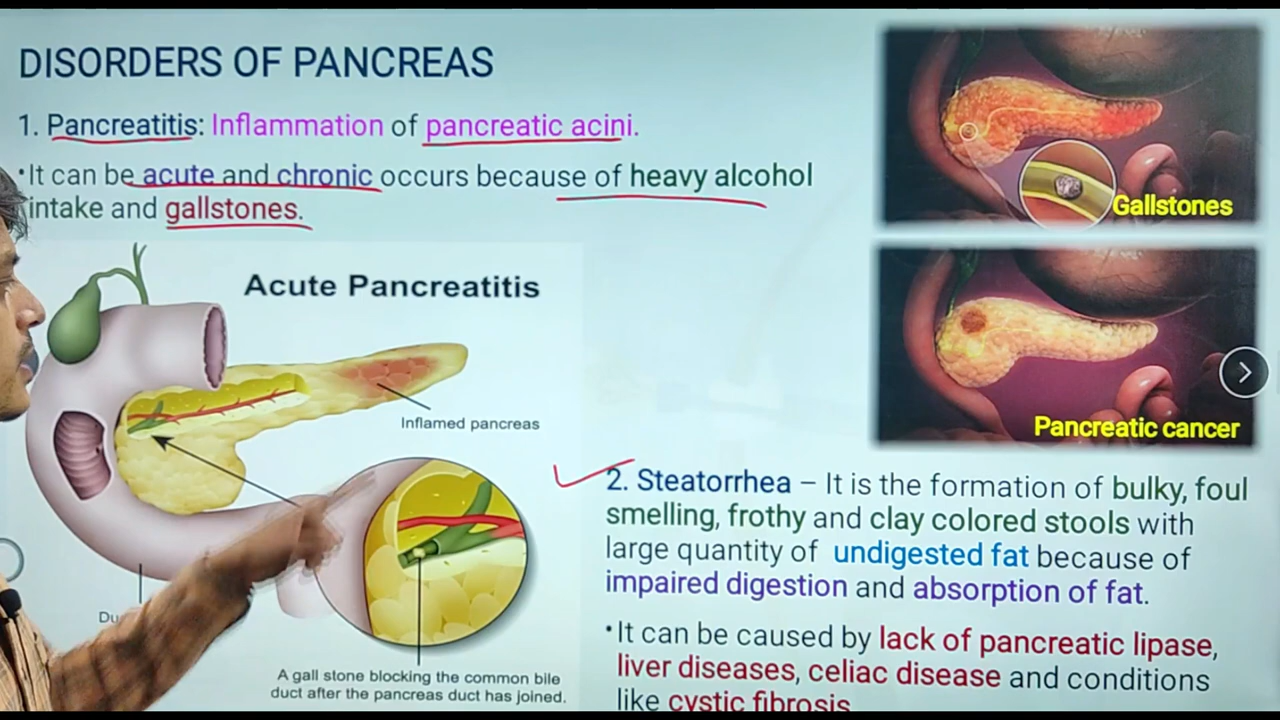 DISORDERS OF PANCREAS
1. Pancreatitis: Inflammation of pancreatic acini.
•It can be acute and chronic occurs because of heavy alcohol
intake and gallstones.
Acute Pancreatitis
Inflamed pancreas
A gall stone blocking the common bile
duct after the pancreas duct has joined.
Gallstones
Pancreatic cancer
2. Steatorrhea – It is the formation of bulky, foul
smelling, frothy and clay colored stools with
large quantity of undigested fat because of
impaired digestion and absorption of fat.
•It can be caused by lack of pancreatic lipase,
liver diseases, celiac disease and conditions
like cystic fibrosis